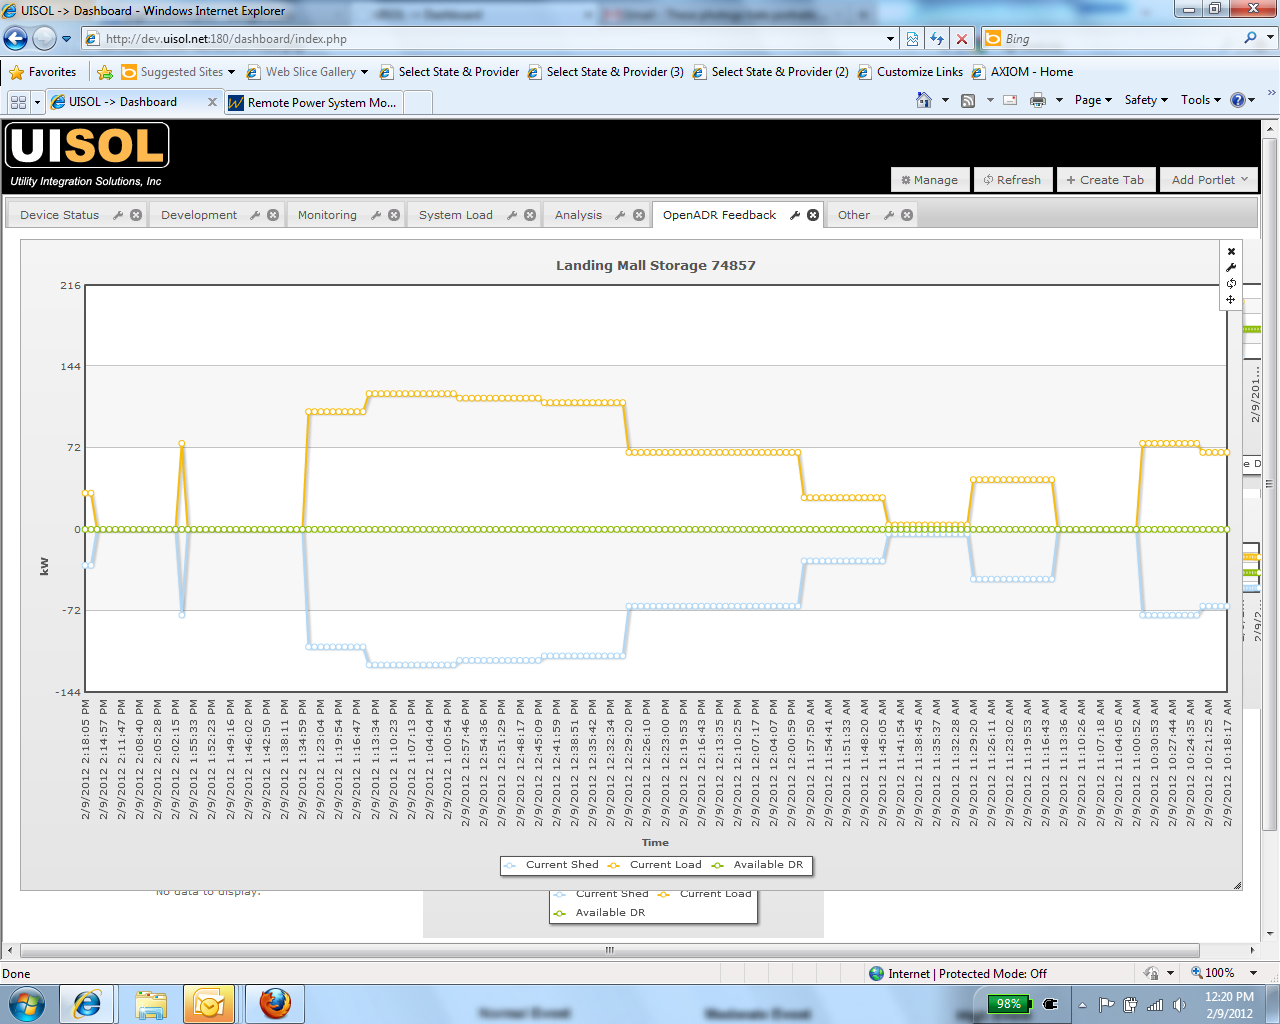 UISOL -> Dashboard - Windows Internet Explorer
http://dev.uisol.net:180/dashboard/index.php
Bing
Favorites
Suggested Sites
Web Slice Gallery
Select State & Provider
Select State & Provider (3)
Select State & Provider (2)
Customize Links
AXIOM - Home
UISOL -> Dashboard
Remote Power System Mo...
Page
Safety
Tools
UISOL
Utility Integration Solutions, Inc
Manage
Refresh
+ Create Tab
Add Portlet
Device Status
Development
Monitoring
System Load
Analysis
OpenADR Feedback
Other
Landing Mall Storage 74857
216
144
72
0
-72
-144
kW
2/9/2012 2:18:05 PM
2/9/2012 2:14:57 PM
2/9/2012 2:11:47 PM
2/9/2012 2:08:40 PM
2/9/2012 2:05:28 PM
2/9/2012 2:02:15 PM
2/9/2012 1:55:33 PM
2/9/2012 1:52:23 PM
2/9/2012 1:49:16 PM
2/9/2012 1:46:02 PM
2/9/2012 1:42:50 PM
2/9/2012 1:38:11 PM
2/9/2012 1:34:59 PM
2/9/2012 1:23:04 PM
2/9/2012 1:19:54 PM
2/9/2012 1:16:47 PM
2/9/2012 1:13:34 PM
2/9/2012 1:10:23 PM
2/9/2012 1:07:13 PM
2/9/2012 1:04:04 PM
2/9/2012 1:00:54 PM
2/9/2012 12:57:46 PM
2/9/2012 12:54:36 PM
2/9/2012 12:51:29 PM
2/9/2012 12:48:17 PM
2/9/2012 12:45:09 PM
2/9/2012 12:41:59 PM
2/9/2012 12:38:51 PM
2/9/2012 12:35:42 PM
2/9/2012 12:32:34 PM
2/9/2012 12:29:20 PM
2/9/2012 12:26:10 PM
2/9/2012 12:23:00 PM
2/9/2012 12:19:53 PM
2/9/2012 12:16:43 PM
2/9/2012 12:13:35 PM
2/9/2012 12:10:25 PM
2/9/2012 12:07:17 PM
2/9/2012 12:04:07 PM
2/9/2012 12:00:59 PM
2/9/2012 11:57:50 AM
2/9/2012 11:54:41 AM
2/9/2012 11:51:33 AM
2/9/2012 11:48:20 AM
2/9/2012 11:45:05 AM
2/9/2012 11:41:54 AM
2/9/2012 11:38:45 AM
2/9/2012 11:35:37 AM
2/9/2012 11:32:28 AM
2/9/2012 11:29:20 AM
2/9/2012 11:26:11 AM
2/9/2012 11:23:02 AM
2/9/2012 11:19:53 AM
2/9/2012 11:16:43 AM
2/9/2012 11:13:36 AM
2/9/2012 11:10:26 AM
2/9/2012 11:07:18 AM
2/9/2012 11:04:05 AM
2/9/2012 11:00:52 AM
2/9/2012 10:30:53 AM
2/9/2012 10:27:44 AM
2/9/2012 10:24:35 AM
2/9/2012 10:21:25 AM
2/9/2012 10:18:17 AM
2/9/201...
e D
Time
Current Shed
Current Load
Available DR
No data to display.
Current Shed
Current Load
Available DR
Done
Internet | Protected Mode: Off
100%
98%
12:20 PM
2/9/2012